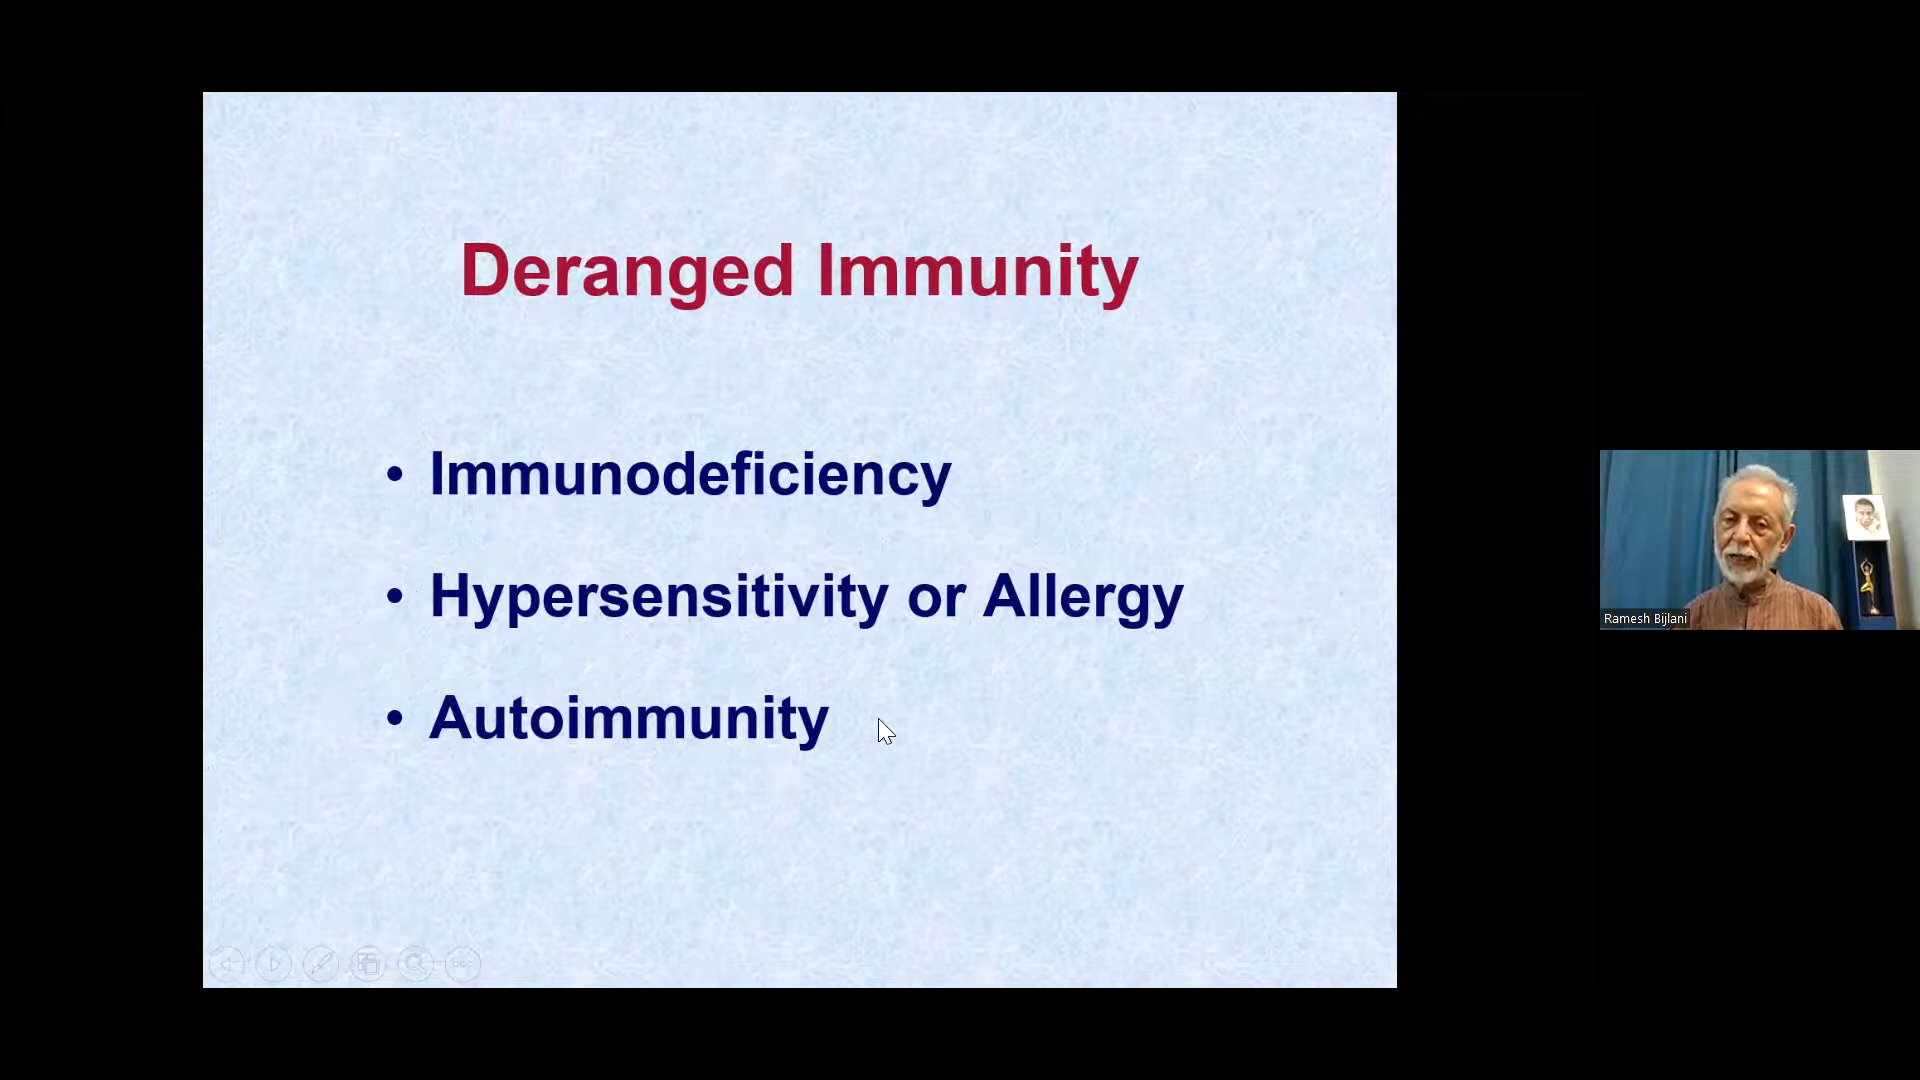 Deranged Immunity
• Immunodeficiency
• Hypersensitivity or Allergy
• Autoimmunity
Ramesh Bijlani